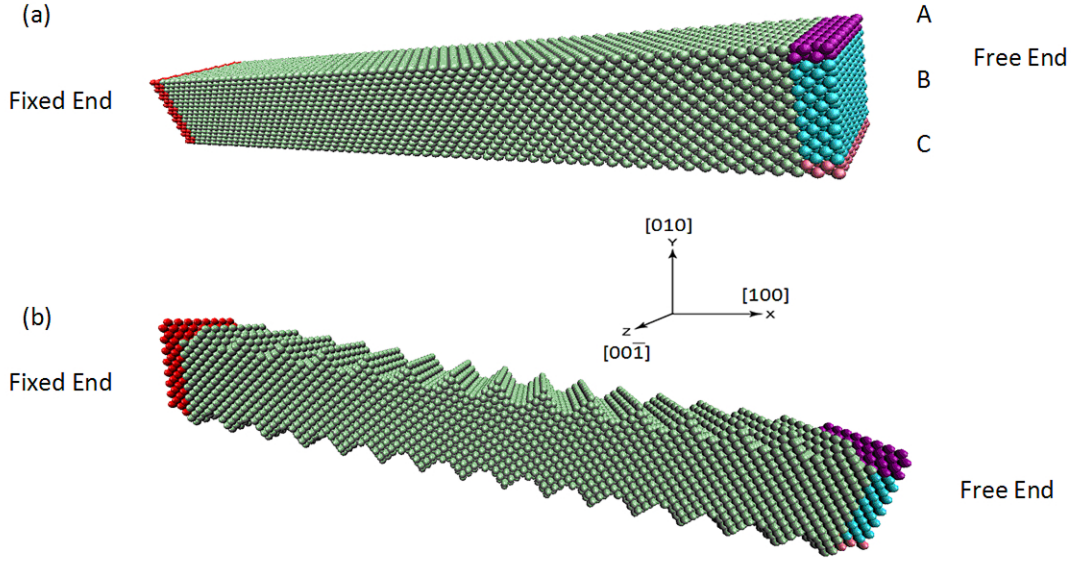 (a)
A
Free End
B
Fixed End
C
[010]
Y
[100]
X
Z
[001̅]
(b)
Fixed End
Free End